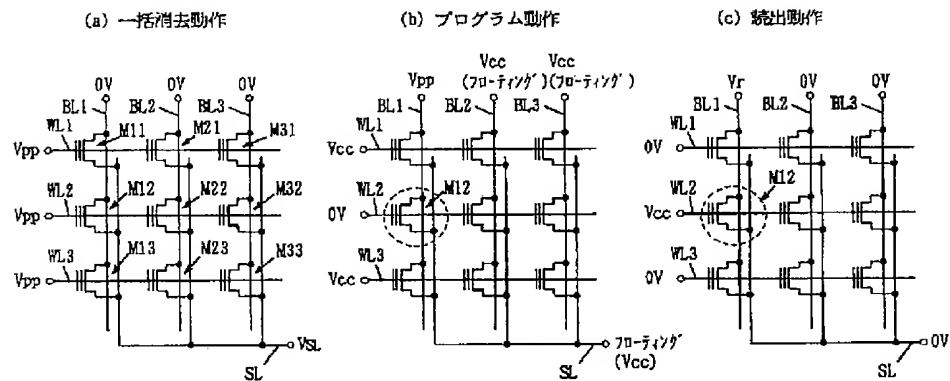 (a) 一括消去動作
0V 0V 0V
BL1 BL2 BL3
WL1 M11 M21 M31
Vpp
WL2 M12 M22 M32
Vpp
WL3 M13 M23 M33
Vpp
VSL
SL
(b) プログラム動作
Vcc Vcc
Vpp (フローティング) (フローティング)
BL1 BL2 BL3
WL1
Vcc
WL2 M12
0V
WL3
Vcc
フローティング
(Vcc)
SL
(c) 続出動作
Vr 0V 0V
BL1 BL2 BL3
WL1
0V
WL2 M12
Vcc
WL3
0V
0V
SL